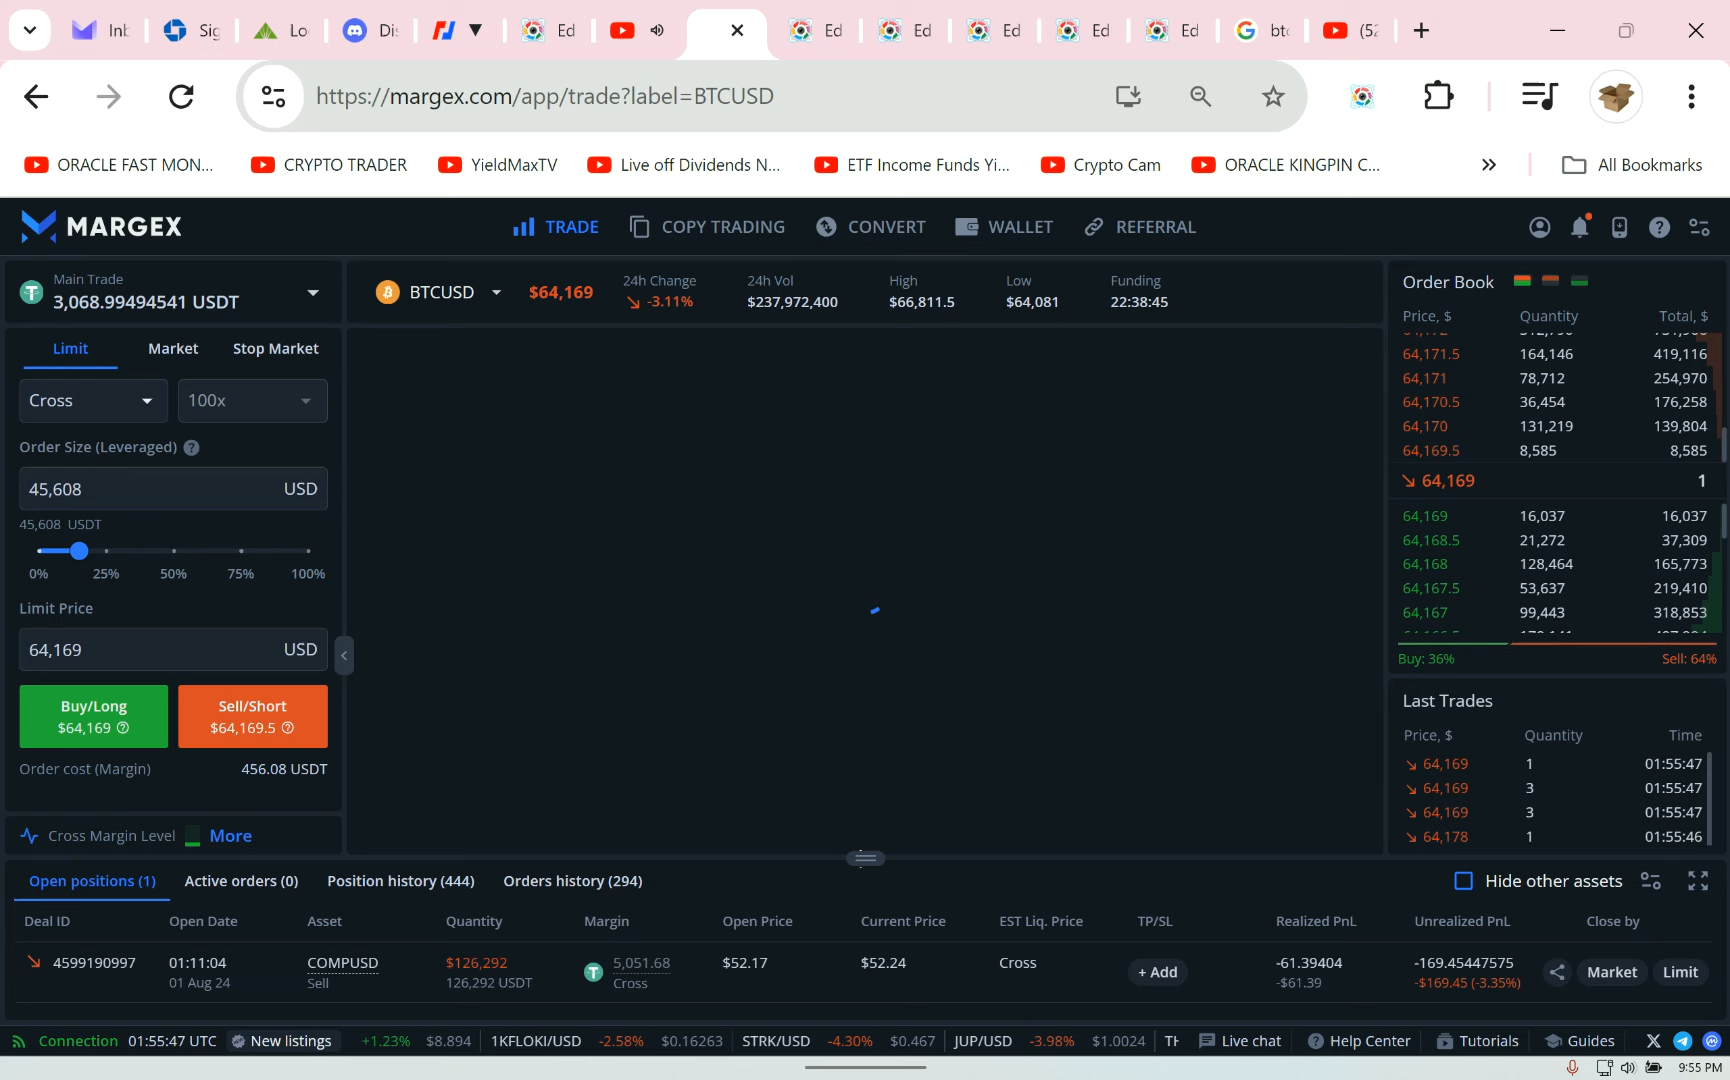 Inb
Sig
Lo
Dis
▼
Ed
Ed
Ed
Ed
Ed
Ed
btc
(52
https://margex.com/app/trade?label=BTCUSD
ORACLE FAST MON...
CRYPTO TRADER
YieldMaxTV
Live off Dividends N...
ETF Income Funds Yi...
Crypto Cam
ORACLE KINGPIN C...
All Bookmarks
MARGEX
TRADE
COPY TRADING
CONVERT
WALLET
REFERRAL
Main Trade
3,068.99494541 USDT
BTCUSD
$64,169
24h Change
-3.11%
24h Vol
$237,972,400
High
$66,811.5
Low
$64,081
Funding
22:38:45
Limit Market Stop Market
Cross
100x
Order Size (Leveraged)
45,608 USD
45,608 USDT
0% 25% 50% 75% 100%
Limit Price
64,169 USD
Buy/Long
$64,169
Sell/Short
$64,169.5
Order cost (Margin) 456.08 USDT
Cross Margin Level More
Order Book
Price, $ Quantity Total, $
64,171.5 164,146 419,116
64,171 78,712 254,970
64,170.5 36,454 176,258
64,170 131,219 139,804
64,169.5 8,585 8,585
64,169 1
64,169 16,037 16,037
64,168.5 21,272 37,309
64,168 128,464 165,773
64,167.5 53,637 219,410
64,167 99,443 318,853
Buy: 36% Sell: 64%
Last Trades
Price, $ Quantity Time
64,169 1 01:55:47
64,169 3 01:55:47
64,169 3 01:55:47
64,178 1 01:55:46
Open positions (1) Active orders (0) Position history (444) Orders history (294) Hide other assets
Deal ID Open Date Asset Quantity Margin Open Price Current Price EST Liq. Price TP/SL Realized PnL Unrealized PnL Close by
4599190997 01:11:04 COMPUSD $126,292 5,051.68 $52.17 $52.24 Cross + Add -61.39404 -169.45447575 Market Limit
01 Aug 24 Sell 126,292 USDT Cross -$61.39 -$169.45 (-3.35%)
Connection 01:55:47 UTC New listings +1.23% $8.894 1KFLOKI/USD -2.58% $0.16263 STRK/USD -4.30% $0.467 JUP/USD -3.98% $1.0024 Live chat Help Center Tutorials Guides
9:55 PM